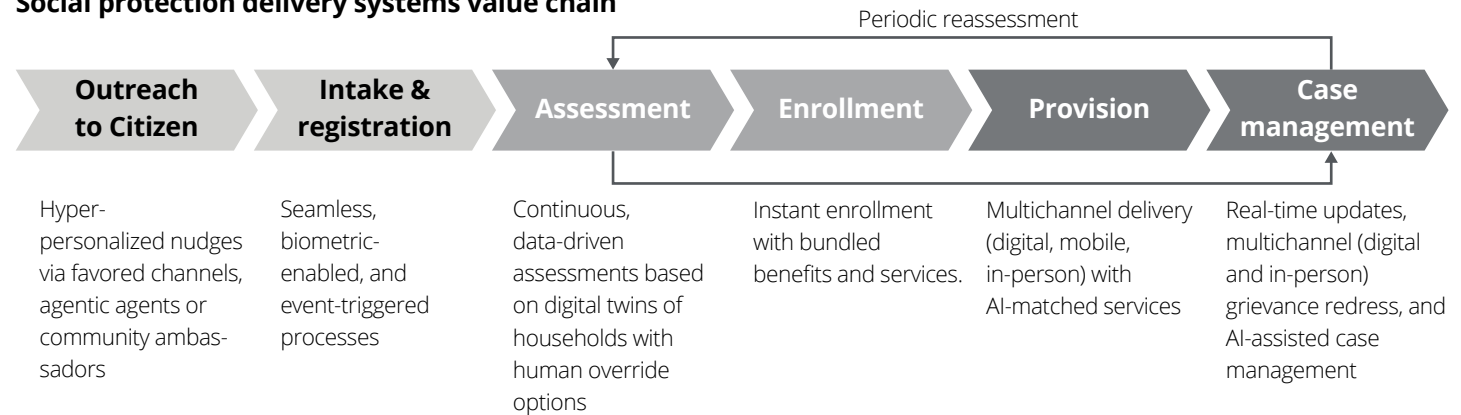 Social protection delivery systems value chain
Periodic reassessment
Outreach
to Citizen
Intake &
registration
Assessment
Enrollment
Provision
Case
management
Hyper-
personalized nudges
via favored channels,
agentic agents or
community ambas-
sadors
Seamless,
biometric-
enabled, and
event-triggered
processes
Continuous,
data-driven
assessments based
on digital twins of
households with
human override
options
Instant enrollment
with bundled
benefits and services.
Multichannel delivery
(digital, mobile,
in-person) with
AI-matched services
Real-time updates,
multichannel (digital
and in-person)
grievance redress, and
AI-assisted case
management